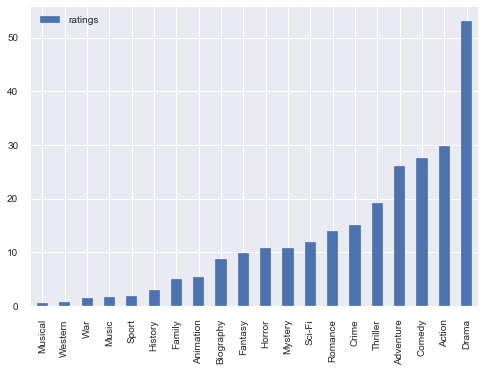 ratings
50
40
30
20
10
0
Musical
Western
War
Music
Sport
History
Family
Animation
Biography
Fantasy
Horror
Mystery
Sci-Fi
Romance
Crime
Thriller
Adventure
Comedy
Action
Drama